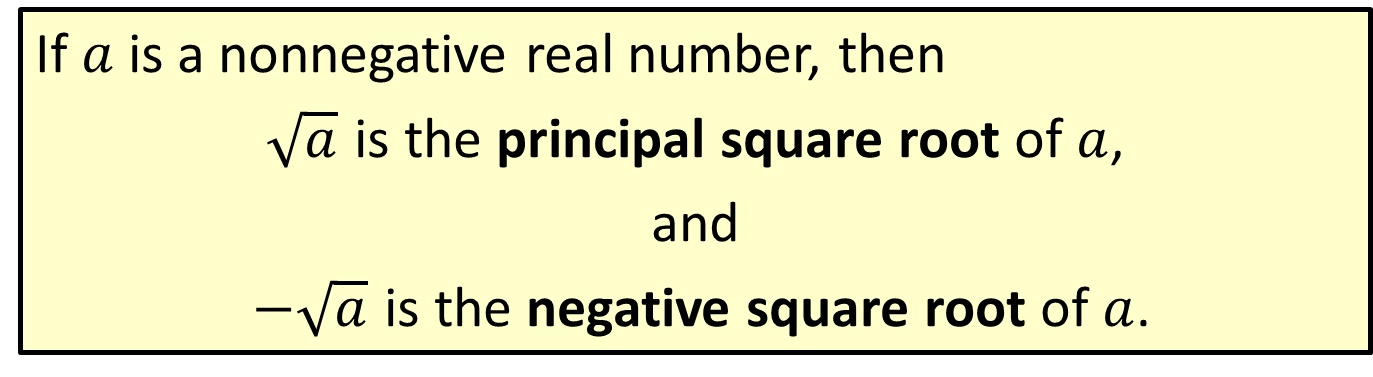 If 𝑎 is a nonnegative real number, then
√𝑎 is the principal square root of 𝑎,
and
−√𝑎 is the negative square root of 𝑎.